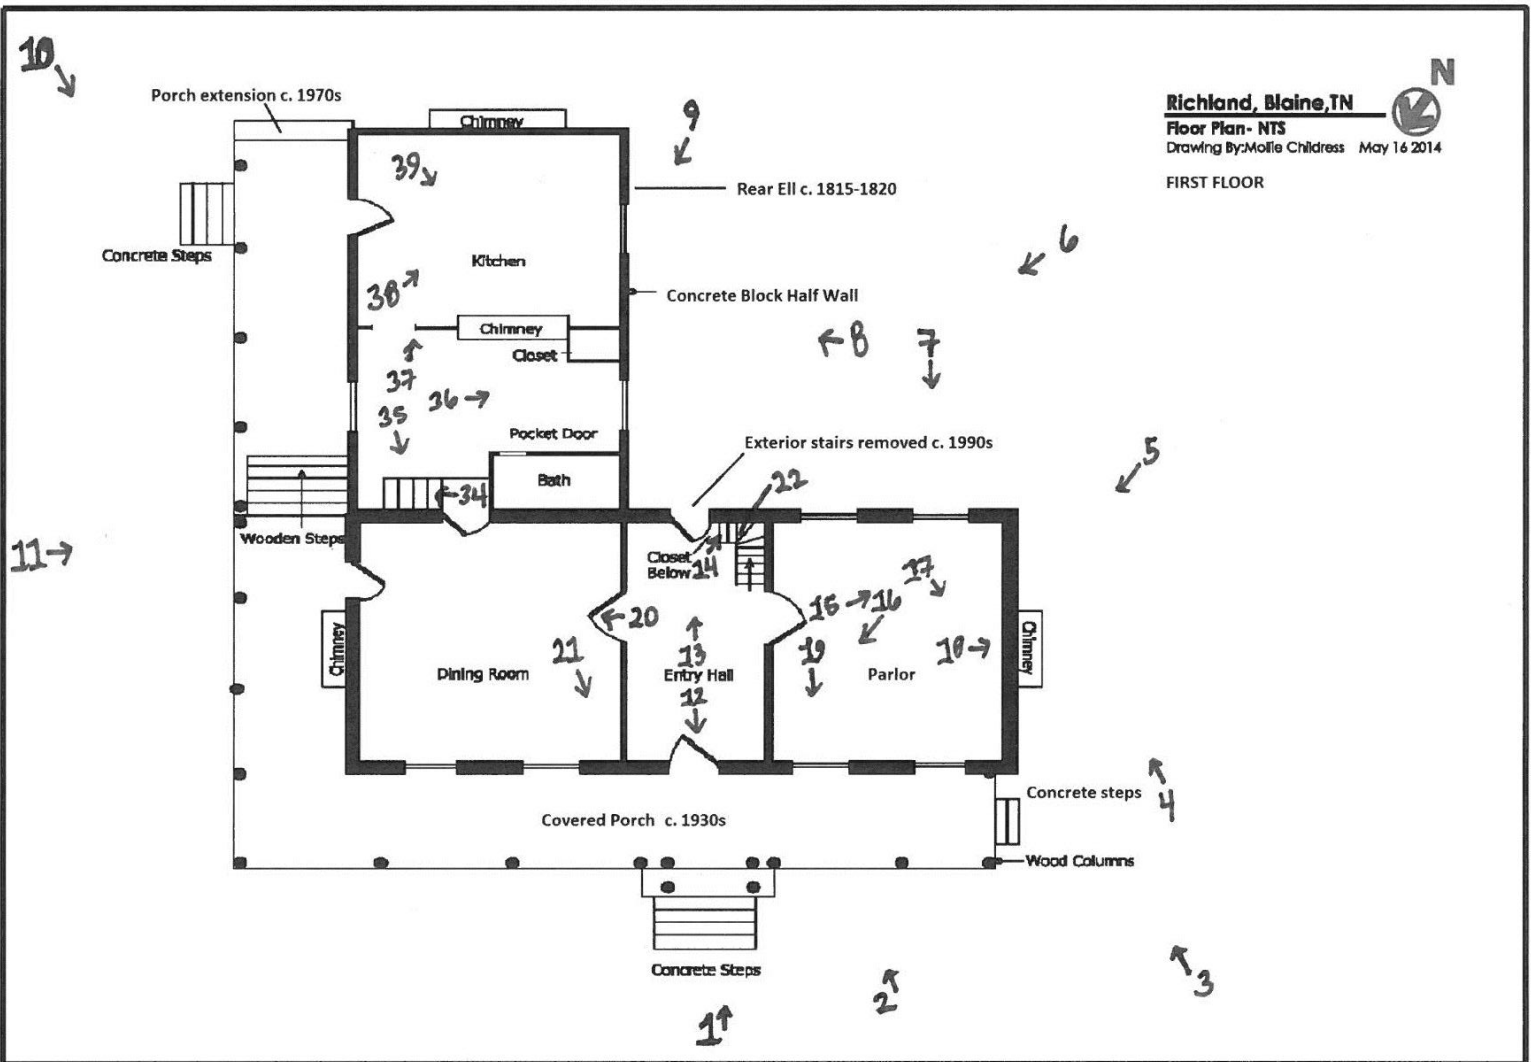 10
Porch extension c. 1970s
Chimney
9
N
Richland, Blaine,TN
Floor Plan- NTS
Drawing By:Mollie Childress May 16 2014
FIRST FLOOR
39
Rear Ell c. 1815-1820
Concrete Steps
Kitchen
6
38
Concrete Block Half Wall
Chimney
Closet
8
7
37
36
35
Pocket Door
Exterior stairs removed c. 1990s
5
Bath
34
22
Wooden Steps
11
Closet
Below
14
17
15
16
20
Chimney
21
13
19
18
Chimney
Dining Room
Entry Hall
Parlor
12
Concrete steps
4
Covered Porch c. 1930s
Wood Columns
Concrete Steps
3
2
1